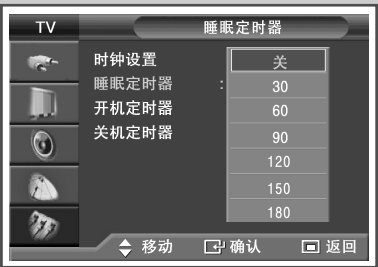 TV 睡眠定时器
时钟设置 关
睡眠定时器 : 30
开机定时器 60
关机定时器 90
120
150
180
移动 确认 返回